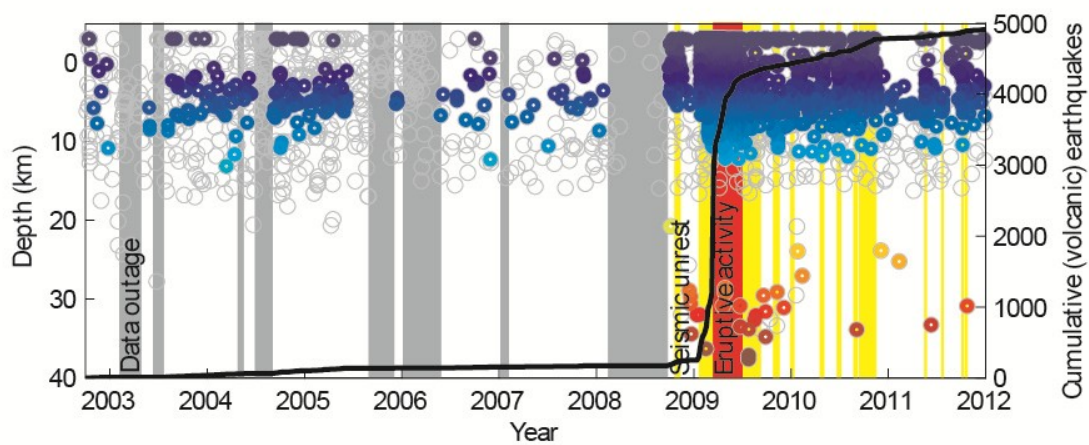 0
10
20
30
40
Depth (km)
Data outage
Seismic unrest
Eruptive activity
5000
4000
3000
2000
1000
0
Cumulative (volcanic) earthquakes
2003 2004 2005 2006 2007 2008 2009 2010 2011 2012
Year